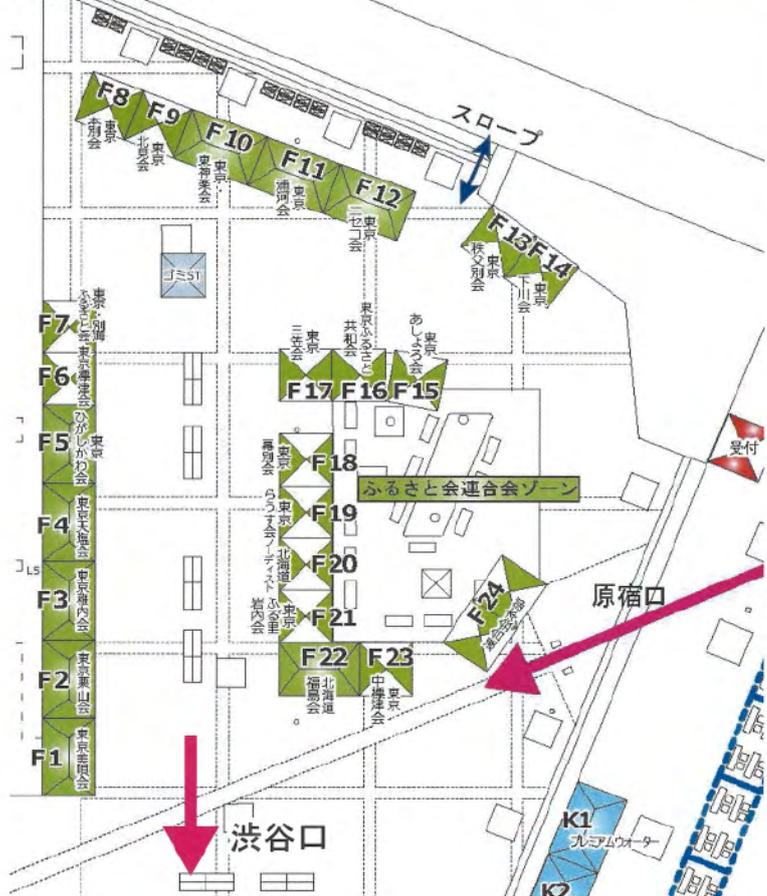 スロープ
F8
東京
本別会
F9
東京
北見会
F10
東京
東神楽会
F11
東京
浦河会
F12
東京
ニセコ会
F13
東京
秩父別会
F14
東京
下川会
ゴミST
F7
東京・別海
ふるさと会
F6
東京標津会
F5
東京
ひがしかわ会
F4
東京天塩会
F3
東京稚内会
F2
東京栗山会
F1
東京美唄会
L5
F17
東京
三笠会
F16
東京ふるさと
共和会
F15
東京
あしょろ会
F18
東京
幕別会
F19
東京
らうす会
F20
北海道
ノーディスト
F21
東京
ふる里
岩内会
F22
北海道
福島会
F23
東京
中標津会
F24
連合会本部
ふるさと会連合会ゾーン
受付
原宿口
渋谷口
K1
プレミアムウォーター
K2